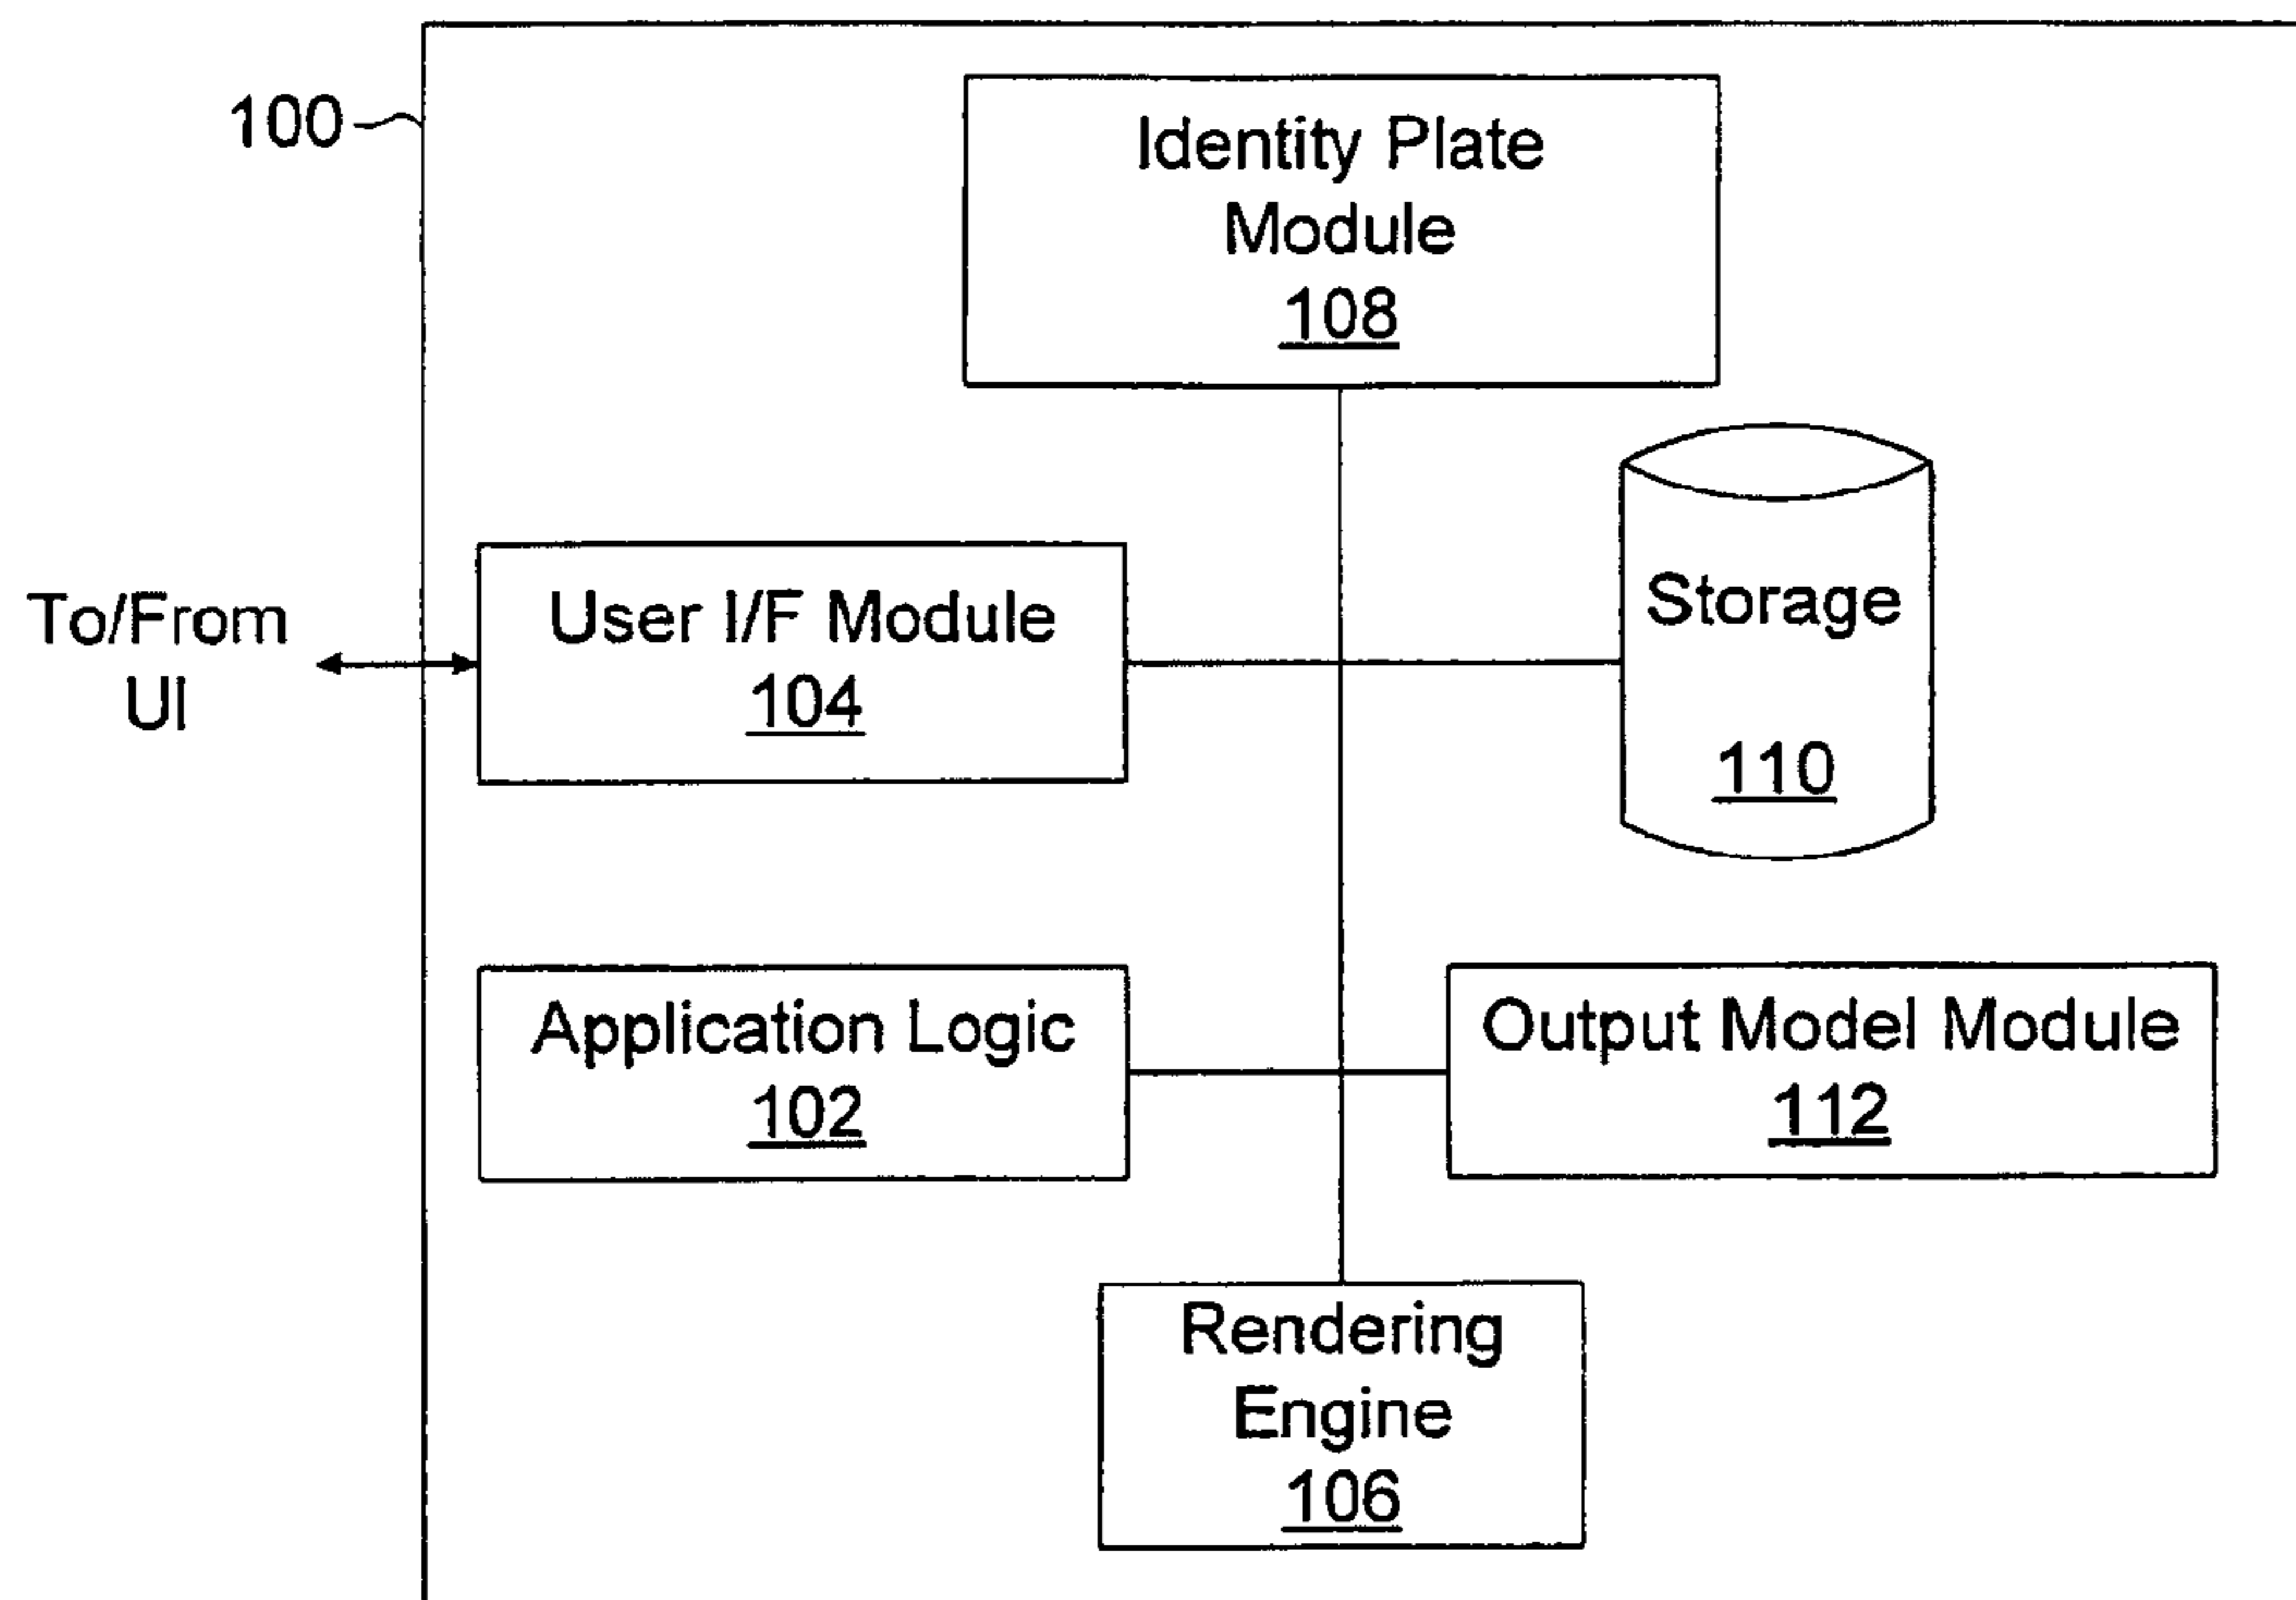 100
Identity Plate
Module
108
To/From
UI
User I/F Module
104
Storage
110
Application Logic
102
Output Model Module
112
Rendering
Engine
106